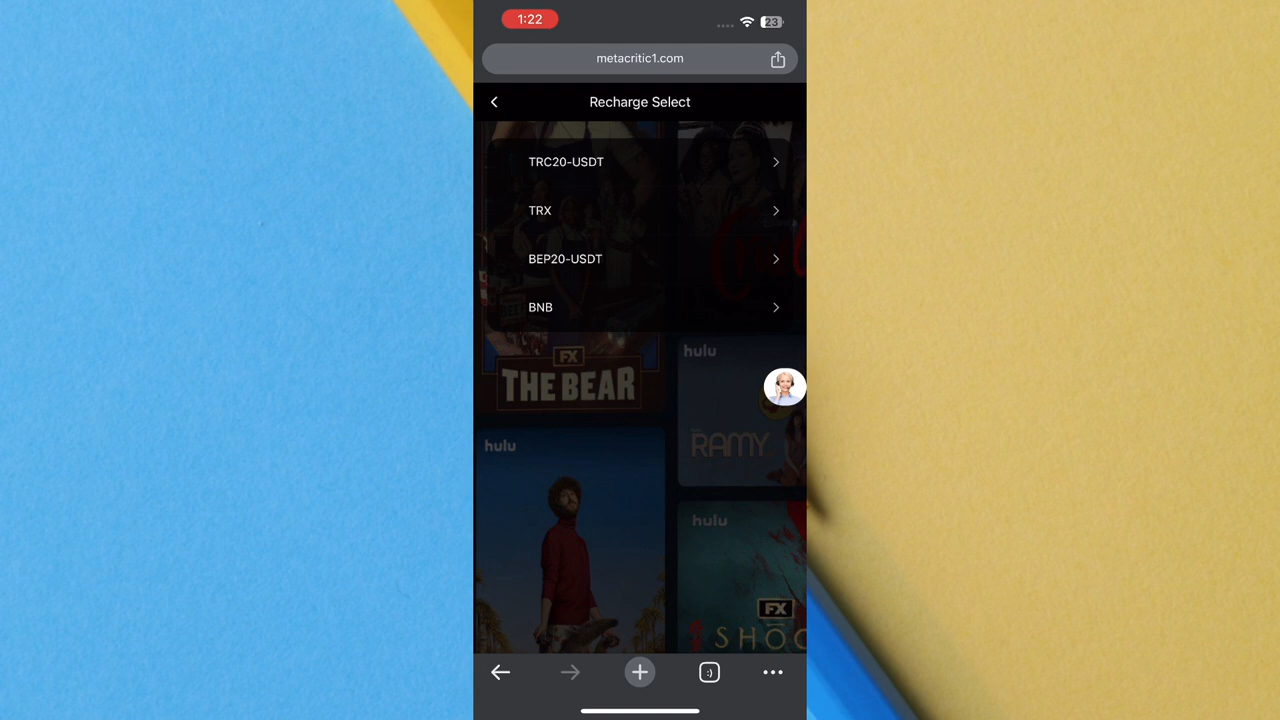 1:22
23
metacritic1.com
Recharge Select
TRC20-USDT
TRX
BEP20-USDT
BNB
hulu
FX
THE BEAR
RAMY
hulu
hulu
FX
:)